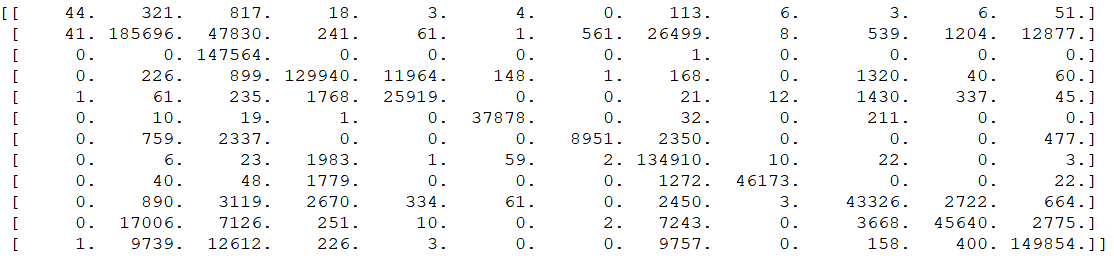 [[ 44. 321. 817. 18. 3. 4. 0. 113. 6. 3. 6. 51.]
[ 41. 185696. 47830. 241. 61. 1. 561. 26499. 8. 539. 1204. 12877.]
[ 0. 0. 147564. 0. 0. 0. 0. 1. 0. 0. 0. 0.]
[ 0. 226. 899. 129940. 11964. 148. 1. 168. 0. 1320. 40. 60.]
[ 1. 61. 235. 1768. 25919. 0. 0. 21. 12. 1430. 337. 45.]
[ 0. 10. 19. 1. 0. 37878. 0. 32. 0. 211. 0. 0.]
[ 0. 759. 2337. 0. 0. 0. 8951. 2350. 0. 0. 0. 477.]
[ 0. 6. 23. 1983. 1. 59. 2. 134910. 10. 22. 0. 3.]
[ 0. 40. 48. 1779. 0. 0. 0. 1272. 46173. 0. 0. 22.]
[ 0. 890. 3119. 2670. 334. 61. 0. 2450. 3. 43326. 2722. 664.]
[ 0. 17006. 7126. 251. 10. 0. 2. 7243. 0. 3668. 45640. 2775.]
[ 1. 9739. 12612. 226. 3. 0. 0. 9757. 0. 158. 400. 149854.]]